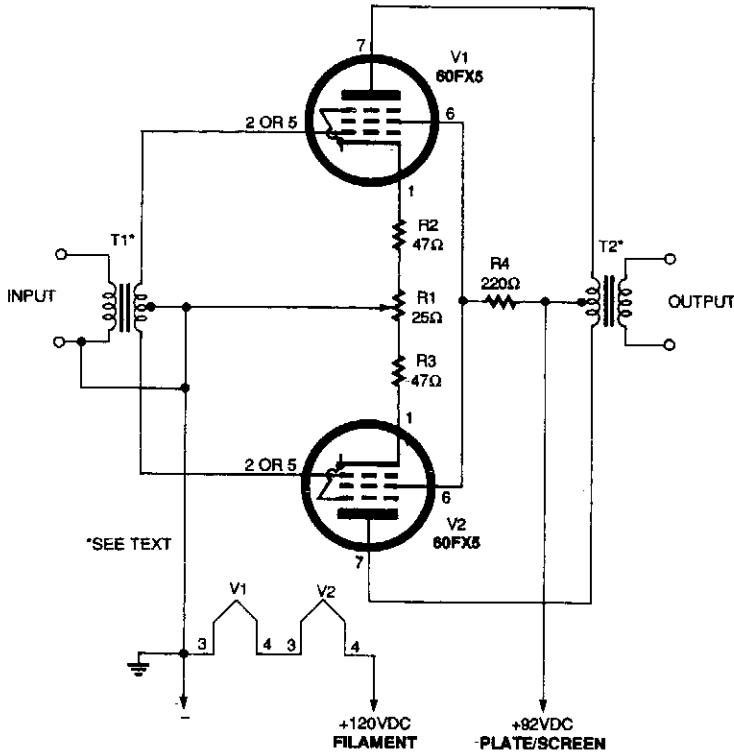 7
V1
60FX5
2 OR 5
6
1
R2
47Ω
T1*
R4
220Ω
T2*
INPUT
R1
25Ω
OUTPUT
R3
47Ω
1
2 OR 5
6
V2
60FX5
*SEE TEXT
7
V1
V2
3
4
3
4
–
+120VDC
FILAMENT
+92VDC
PLATE/SCREEN